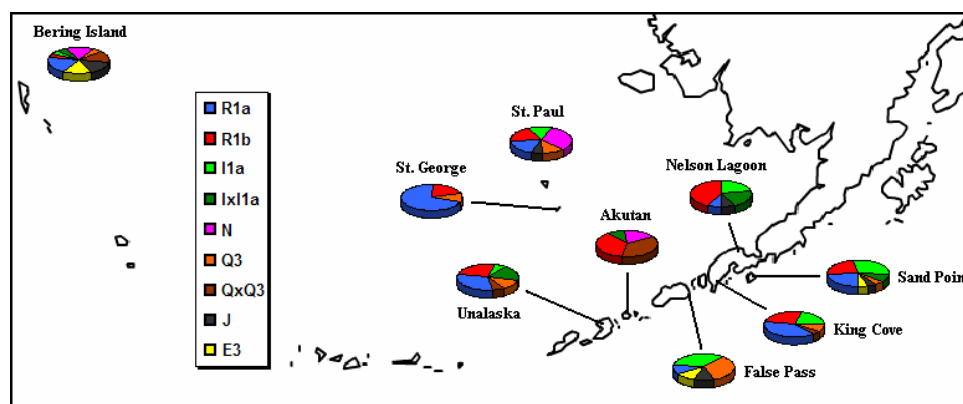 Bering Island
R1a
R1b
I1a
IxI1a
N
Q3
QxQ3
J
E3
St. Paul
St. George
Nelson Lagoon
Akutan
Unalaska
Sand Poin
King Cove
False Pass